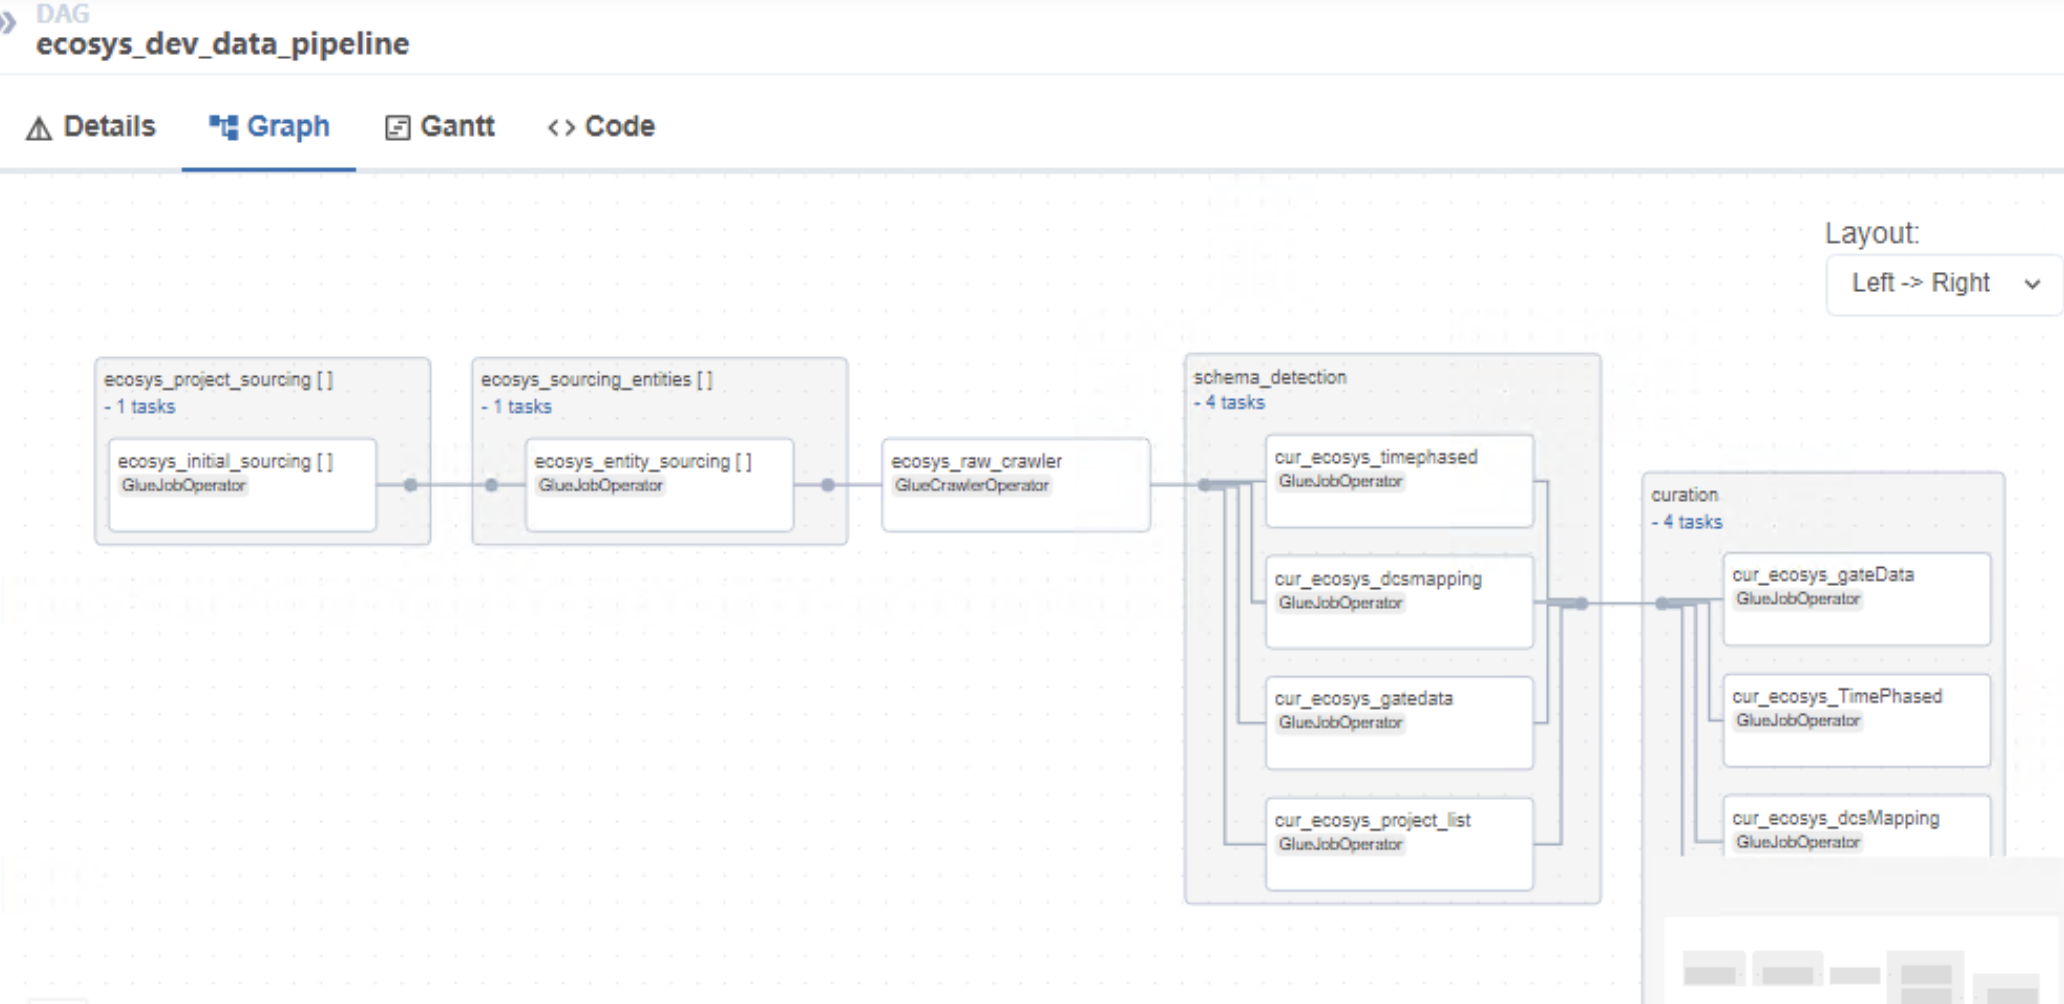 DAG
ecosys_dev_data_pipeline
Details
Graph
Gantt
Code
Layout:
Left -> Right
ecosys_project_sourcing [ ]
- 1 tasks
ecosys_initial_sourcing [ ]
GlueJobOperator
ecosys_sourcing_entities [ ]
- 1 tasks
ecosys_entity_sourcing [ ]
GlueJobOperator
ecosys_raw_crawler
GlueCrawlerOperator
schema_detection
- 4 tasks
cur_ecosys_timephased
GlueJobOperator
cur_ecosys_dcsmapping
GlueJobOperator
cur_ecosys_gatedata
GlueJobOperator
cur_ecosys_project_list
GlueJobOperator
curation
- 4 tasks
cur_ecosys_gateData
GlueJobOperator
cur_ecosys_TimePhased
GlueJobOperator
cur_ecosys_dcsMapping
GlueJobOperator